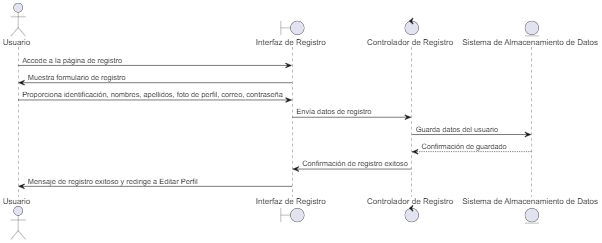 Usuario
Interfaz de Registro
Controlador de Registro
Sistema de Almacenamiento de Datos
Accede a la página de registro
Muestra formulario de registro
Proporciona identificación, nombres, apellidos, foto de perfil, correo, contraseña
Envía datos de registro
Guarda datos del usuario
Confirmación de guardado
Confirmación de registro exitoso
Mensaje de registro exitoso y redirige a Editar Perfil
Usuario
Interfaz de Registro
Controlador de Registro
Sistema de Almacenamiento de Datos